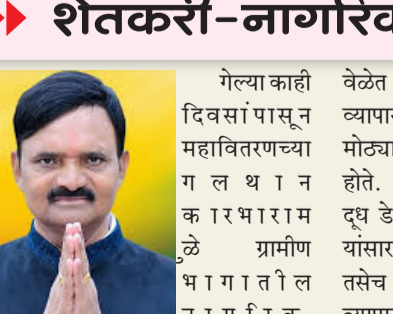 शेतकरी-नागरिक
गेल्या काही
दिवसांपासून
महावितरणच्या
गलथान
कारभाराम
ुळे ग्रामीण
भागातील
वेळेत
होते.
दूध
तसेच